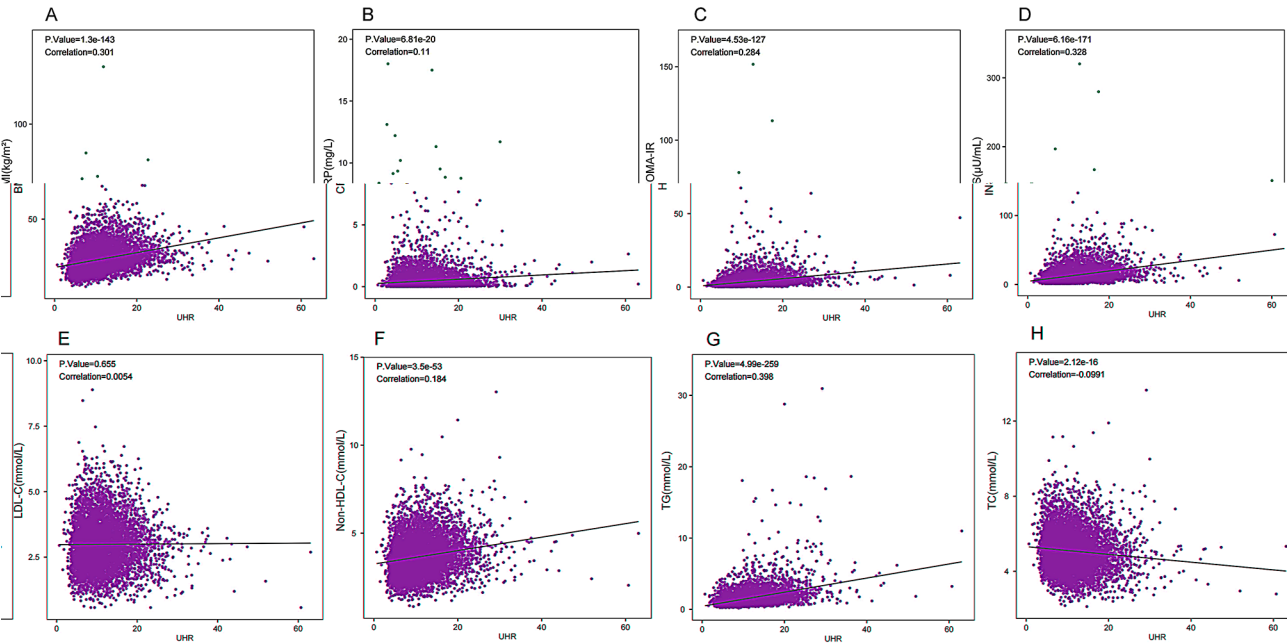 A
P.Value=1.3e-143
Correlation=0.301
100
50
0 20 40 60
UHR
B
P.Value=6.81e-20
Correlation=0.11
20
15
10
5
0
0 20 40 60
UHR
C
P.Value=4.53e-127
Correlation=0.284
150
100
50
0
0 20 40 60
UHR
D
P.Value=6.16e-171
Correlation=0.328
300
200
100
0
0 20 40 60
UHR
E
P.Value=0.655
Correlation=0.0054
LDL-C(mmol/L)
10.0
7.5
5.0
2.5
0 20 40 60
UHR
F
P.Value=3.5e-53
Correlation=0.184
Non-HDL-C(mmol/L)
15
10
5
0
0 20 40 60
UHR
G
P.Value=4.99e-259
Correlation=0.398
TG(mmol/L)
30
20
10
0
0 20 40 60
UHR
H
P.Value=2.12e-16
Correlation=-0.0991
TC(mmol/L)
12
8
4
0 20 40 60
UHR